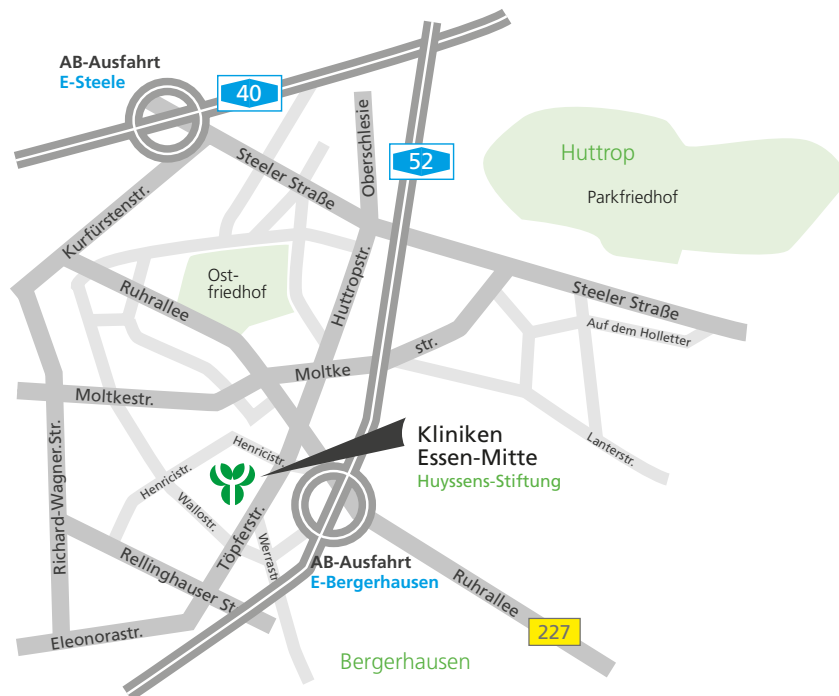 AB-Ausfahrt
E-Steele
40
Oberschlesie
52
Huttrop
Parkfriedhof
Steeler Straße
Kurfürstenstr.
Ost-
friedhof
Ruhrallee
Huttropstr.
Steeler Straße
Auf dem Holletter
str.
Moltke
Moltkestr.
Richard-Wagner.Str.
Kliniken
Essen-Mitte
Huyssens-Stiftung
Henricistr.
Henricistr.
Lanterstr.
Wallostr.
Töpferstr.
Werrastr.
AB-Ausfahrt
E-Bergerhausen
Rellinghauser St
Ruhrallee
227
Eleonorastr.
Bergerhausen